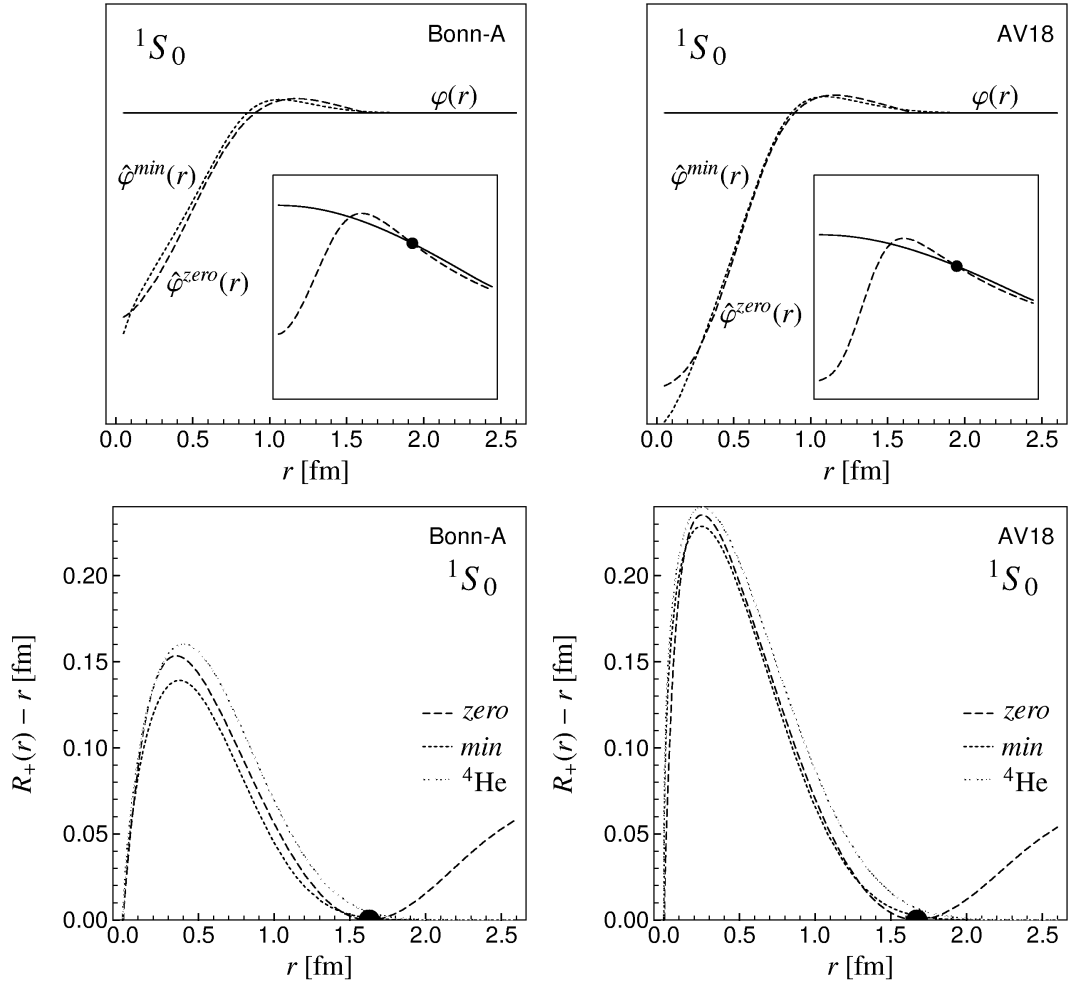 ¹S₀ Bonn-A
φ(r)
φ̂ᵐⁱⁿ(r)
φ̂ᶻᵉʳᵒ(r)
0.0 0.5 1.0 1.5 2.0 2.5
r [fm]
¹S₀ AV18
φ(r)
φ̂ᵐⁱⁿ(r)
φ̂ᶻᵉʳᵒ(r)
0.0 0.5 1.0 1.5 2.0 2.5
r [fm]
Bonn-A
¹S₀
R₊(r) − r [fm]
0.20
0.15
0.10
0.05
0.00
zero
min
⁴He
0.0 0.5 1.0 1.5 2.0 2.5
r [fm]
AV18
¹S₀
R₊(r) − r [fm]
0.20
0.15
0.10
0.05
0.00
zero
min
⁴He
0.0 0.5 1.0 1.5 2.0 2.5
r [fm]